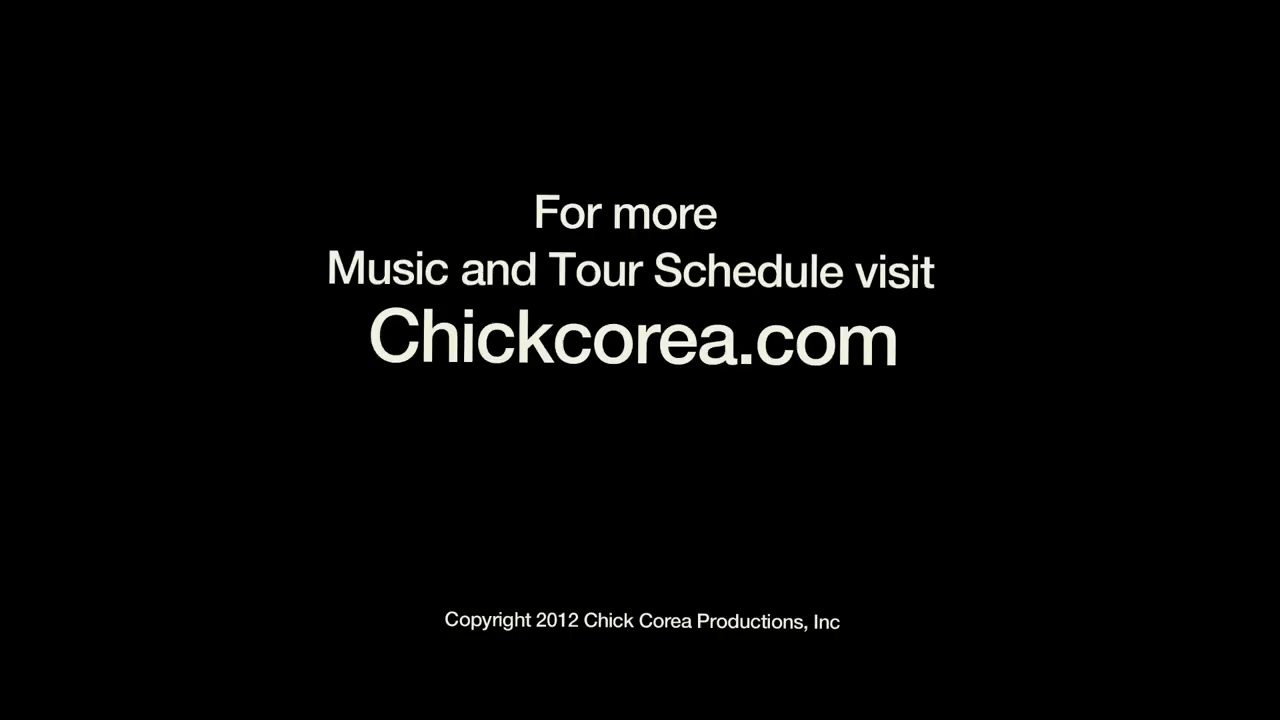 For more
Music and Tour Schedule visit
Chickcorea.com
Copyright 2012 Chick Corea Productions, Inc